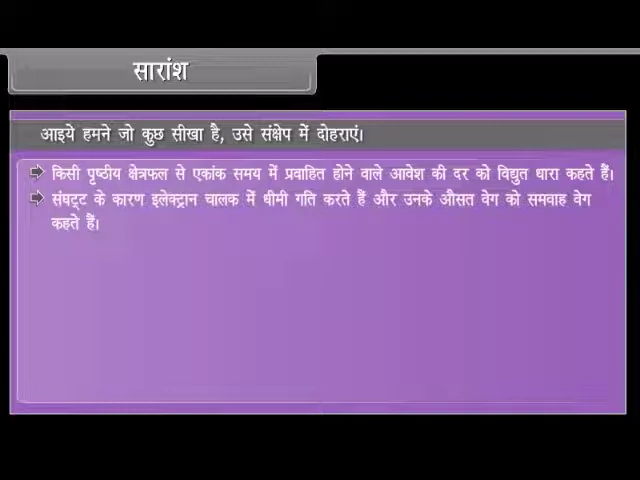 सारांश
आइये हमने जो कुछ सीखा है, उसे संक्षेप में दोहराएं।
किसी पृष्ठीय क्षेत्रफल से एकांक समय में प्रवाहित होने वाले आवेश की दर को विद्युत धारा कहते हैं।
संघट्ट के कारण इलेक्ट्रान चालक में धीमी गति करते हैं और उनके औसत वेग को समवाह वेग
कहते हैं।